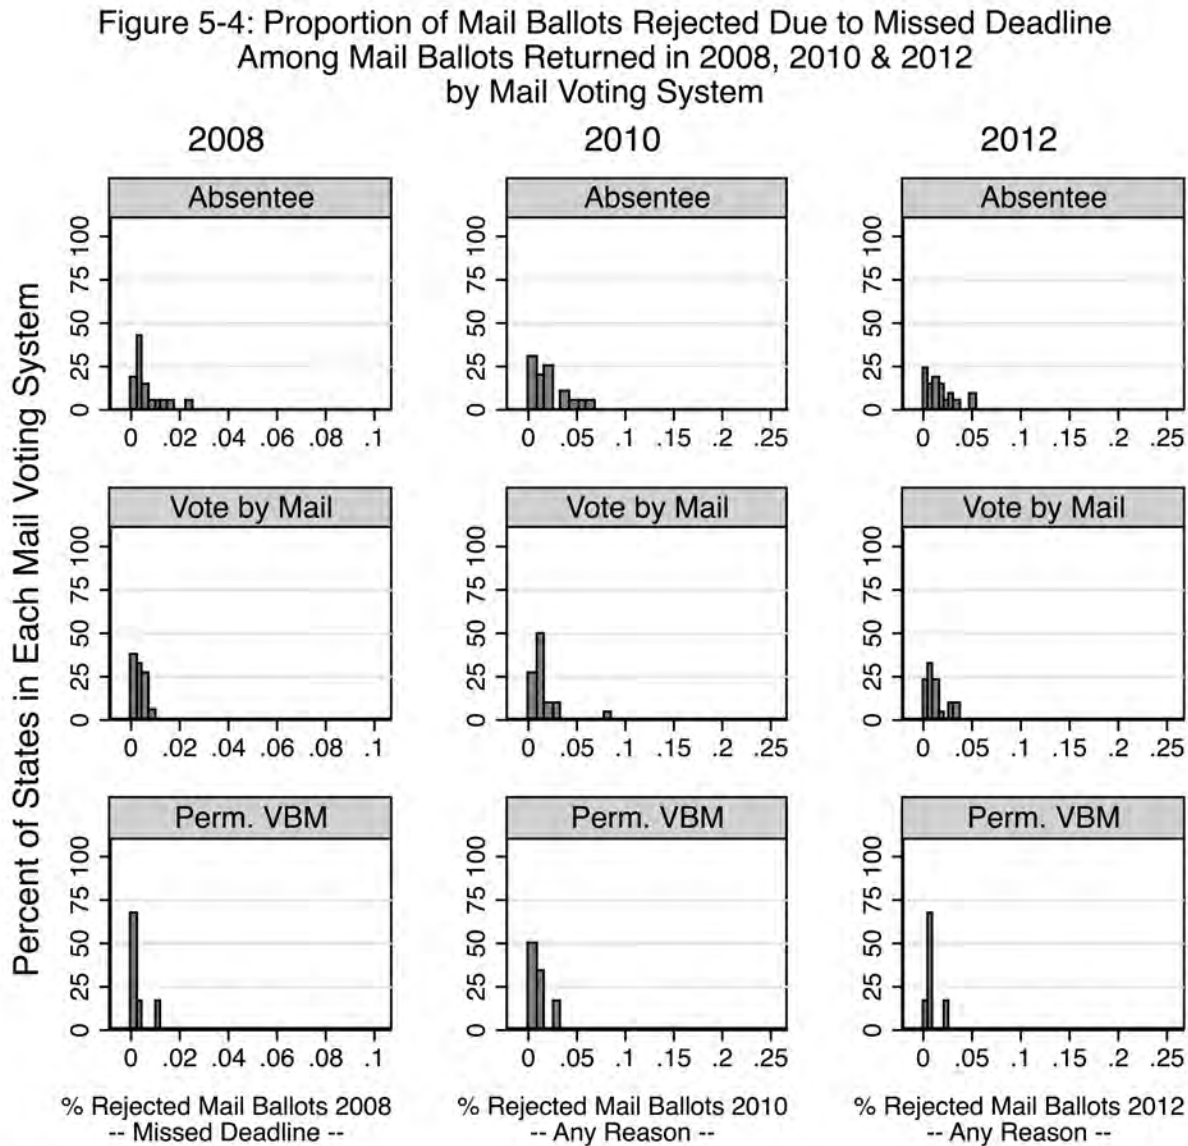 Figure 5-4: Proportion of Mail Ballots Rejected Due to Missed Deadline
Among Mail Ballots Returned in 2008, 2010 & 2012
by Mail Voting System
2008 2010 2012
Percent of States in Each Mail Voting System
Absentee Absentee Absentee
100 100 100
75 75 75
50 50 50
25 25 25
0 0 0
0 .02 .04 .06 .08 .1 0 .05 .1 .15 .2 .25 0 .05 .1 .15 .2 .25
Vote by Mail Vote by Mail Vote by Mail
100 100 100
75 75 75
50 50 50
25 25 25
0 0 0
0 .02 .04 .06 .08 .1 0 .05 .1 .15 .2 .25 0 .05 .1 .15 .2 .25
Perm. VBM Perm. VBM Perm. VBM
100 100 100
75 75 75
50 50 50
25 25 25
0 0 0
0 .02 .04 .06 .08 .1 0 .05 .1 .15 .2 .25 0 .05 .1 .15 .2 .25
% Rejected Mail Ballots 2008 % Rejected Mail Ballots 2010 % Rejected Mail Ballots 2012
-- Missed Deadline -- -- Any Reason -- -- Any Reason --